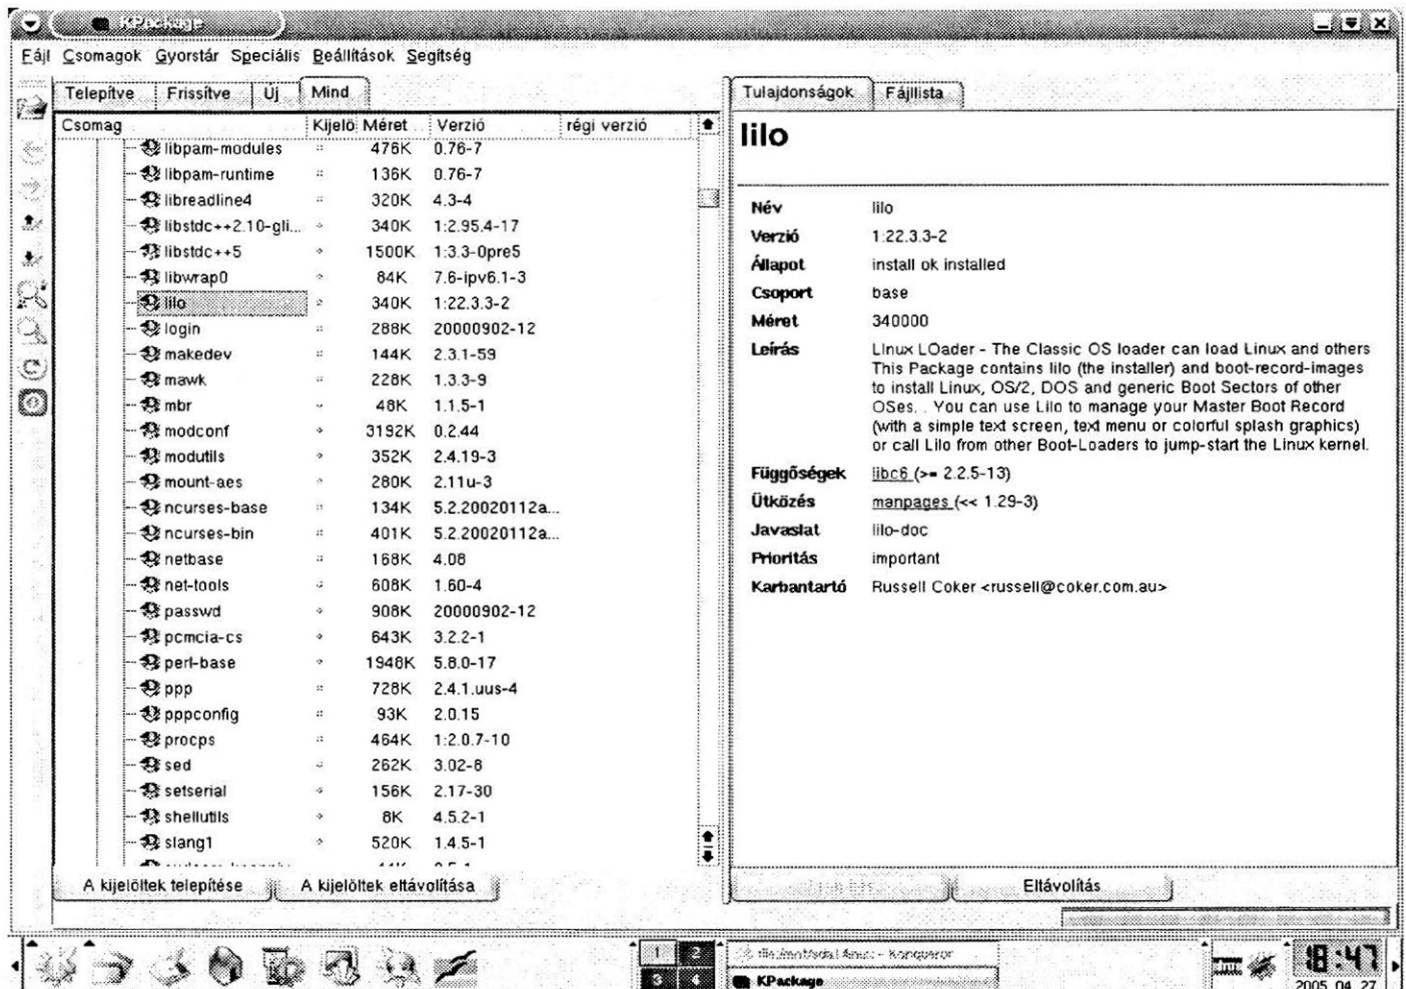 KPackage
Fájl Csomagok Gyorstár Speciális Beállítások Segítség
Telepítve Frissítve Új Mind
Csomag Kijelö Méret Verzió régi verzió
libpam-modules 476K 0.76-7
libpam-runtime 136K 0.76-7
libreadline4 320K 4.3-4
libstdc++2.10-gli... 340K 1:2.95.4-17
libstdc++5 1500K 1:3.3-0pre5
libwrap0 84K 7.6-ipv6.1-3
lilo 340K 1:22.3.3-2
login 288K 20000902-12
makedev 144K 2.3.1-59
mawk 228K 1.3.3-9
mbr 48K 1.1.5-1
modconf 3192K 0.2.44
modutils 352K 2.4.19-3
mount-aes 280K 2.11u-3
ncurses-base 134K 5.2.20020112a...
ncurses-bin 401K 5.2.20020112a...
netbase 168K 4.08
net-tools 608K 1.60-4
passwd 908K 20000902-12
pcmcia-cs 643K 3.2.2-1
perl-base 1948K 5.8.0-17
ppp 728K 2.4.1.uus-4
pppconfig 93K 2.0.15
procps 464K 1:2.0.7-10
sed 262K 3.02-8
setserial 156K 2.17-30
shellutils 8K 4.5.2-1
slang1 520K 1.4.5-1
A kijelöltek telepítése A kijelöltek eltávolítása
Tulajdonságok Fájllista
lilo
Név lilo
Verzió 1:22.3.3-2
Állapot install ok installed
Csoport base
Méret 340000
Leírás LInux LOader - The Classic OS loader can load Linux and others
This Package contains lilo (the installer) and boot-record-images
to install Linux, OS/2, DOS and generic Boot Sectors of other
OSes. . You can use Lilo to manage your Master Boot Record
(with a simple text screen, text menu or colorful splash graphics)
or call Lilo from other Boot-Loaders to jump-start the Linux kernel.
Függőségek libc6 (>= 2.2.5-13)
Ütközés manpages (<< 1.29-3)
Javaslat lilo-doc
Prioritás important
Karbantartó Russell Coker <russell@coker.com.au>
Eltávolítás
1 2
3 4
- Konqueror
KPackage
18:47
2005. 04. 27.